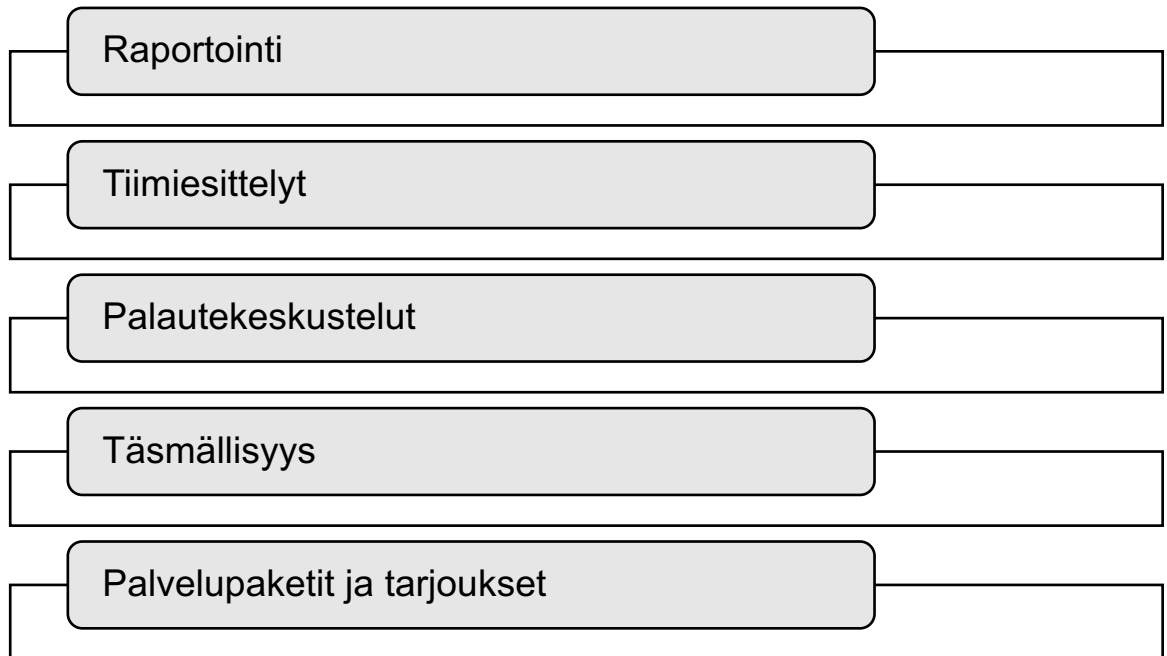 Raportointi
Tiimiesittelyt
Palautekeskustelut
Täsmällisyys
Palvelupaketit ja tarjoukset